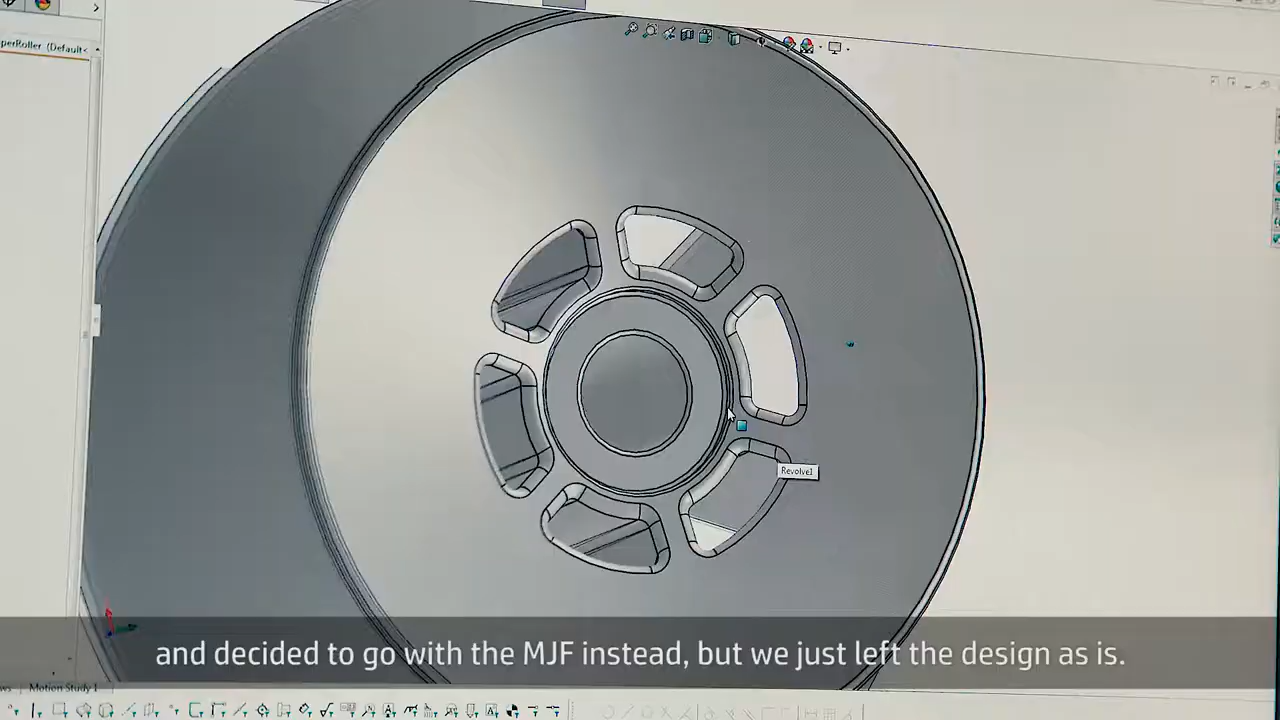 perRoller (Default<
Revolve1
and decided to go with the MJF instead, but we just left the design as is.
Motion Study 1